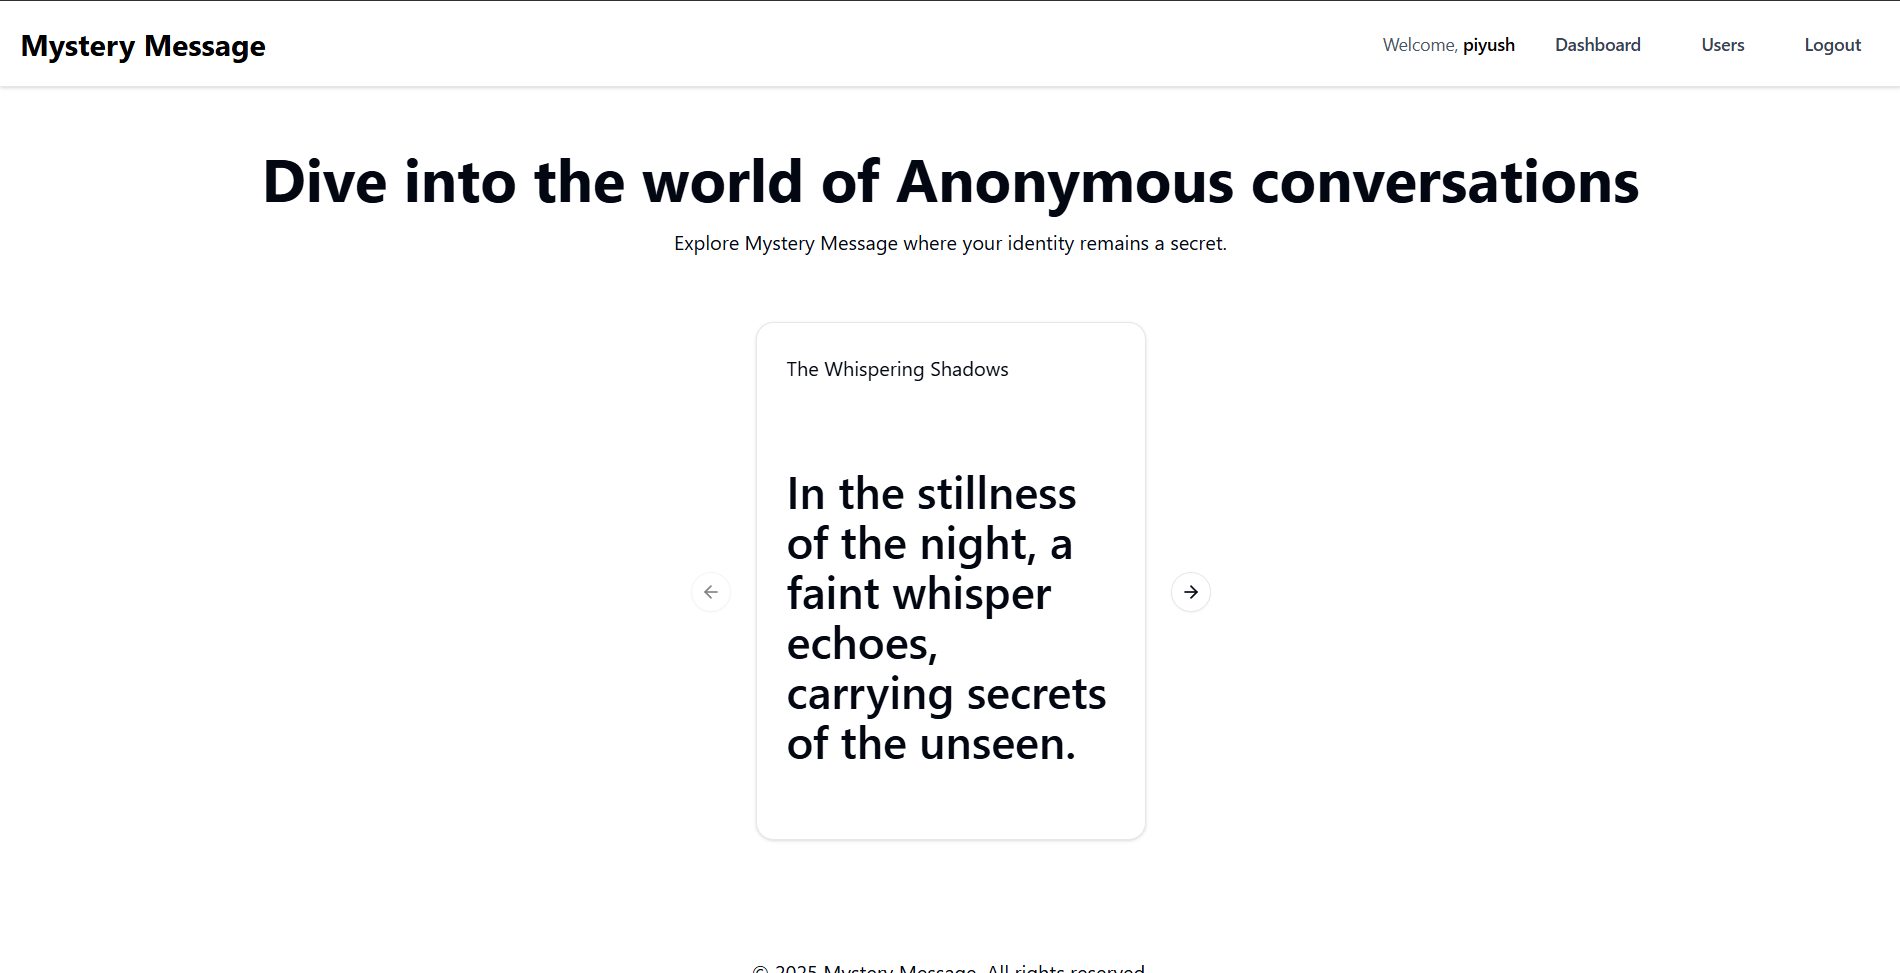 Mystery Message
Welcome, piyush Dashboard Users Logout
Dive into the world of Anonymous conversations
Explore Mystery Message where your identity remains a secret.
The Whispering Shadows
In the stillness
of the night, a
faint whisper
echoes,
carrying secrets
of the unseen.
© 2025 Mystery Message. All rights reserved.